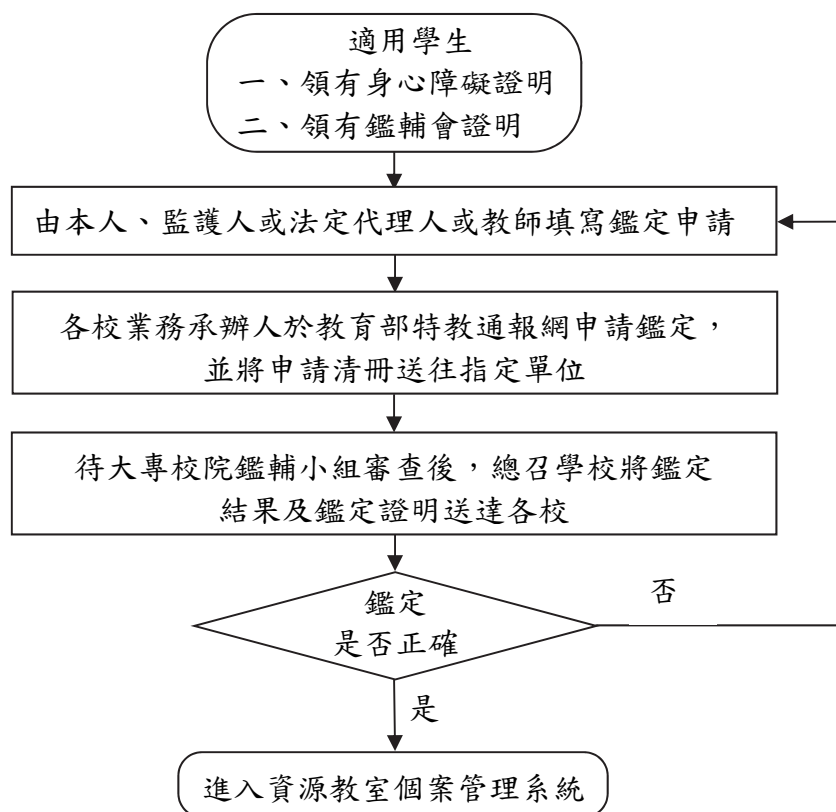 適用學生
一、領有身心障礙證明
二、領有鑑輔會證明
由本人、監護人或法定代理人或教師填寫鑑定申請
各校業務承辦人於教育部特教通報網申請鑑定，
並將申請清冊送往指定單位
待大專校院鑑輔小組審查後，總召學校將鑑定
結果及鑑定證明送達各校
鑑定
是否正確
否
是
進入資源教室個案管理系統